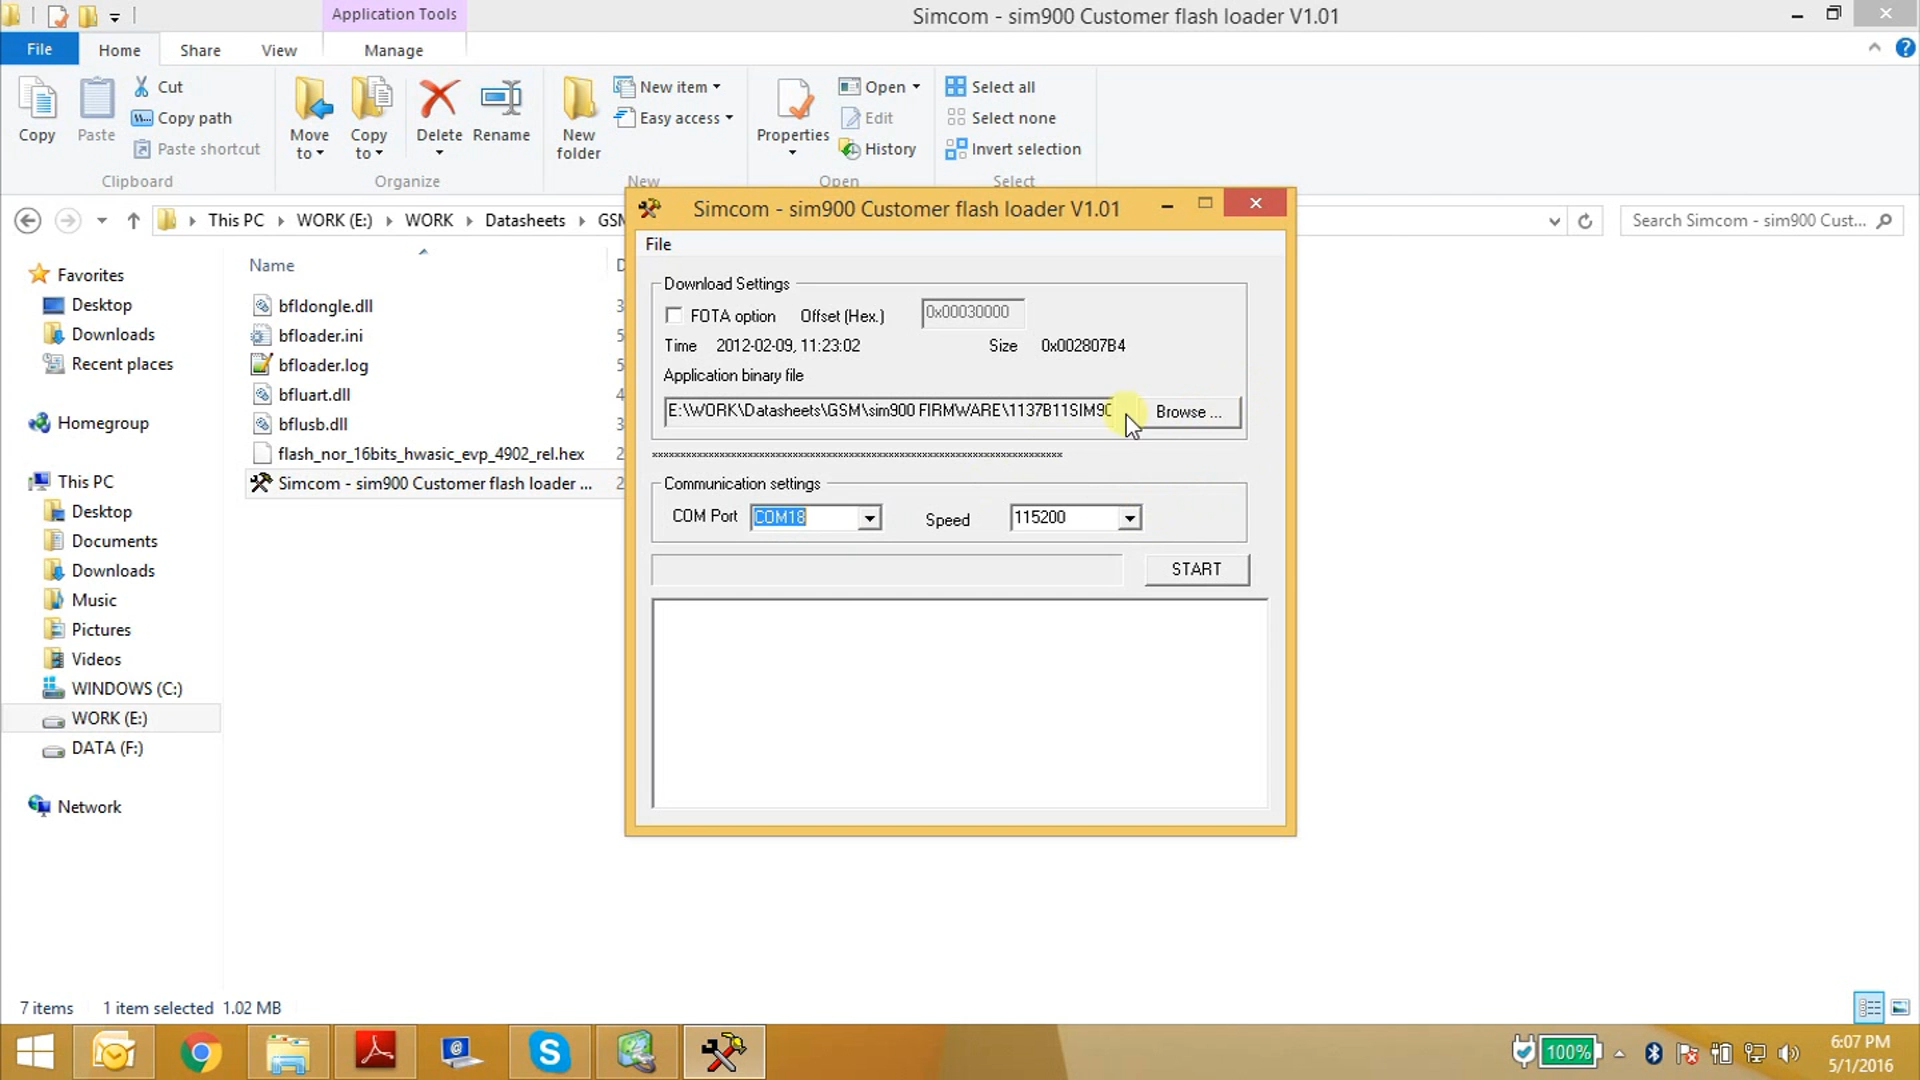 Application Tools
Simcom - sim900 Customer flash loader V1.01
File
Home
Share
View
Manage
Copy
Paste
Cut
Copy path
Paste shortcut
Clipboard
Move to
Copy to
Delete
Rename
Organize
New folder
New item
Easy access
New
Properties
Open
Edit
History
Open
Select all
Select none
Invert selection
Select
This PC
WORK (E:)
WORK
Datasheets
GSM
Search Simcom - sim900 Cust...
Favorites
Desktop
Downloads
Recent places
Homegroup
This PC
Desktop
Documents
Downloads
Music
Pictures
Videos
WINDOWS (C:)
WORK (E:)
DATA (F:)
Network
Name
bfldongle.dll
bfloader.ini
bfloader.log
bfluart.dll
bflusb.dll
flash_nor_16bits_hwasic_evp_4902_rel.hex
Simcom - sim900 Customer flash loader ...
Simcom - sim900 Customer flash loader V1.01
File
Download Settings
FOTA option Offset (Hex.) 0x00030000
Time 2012-02-09, 11:23:02 Size 0x002807B4
Application binary file
E:\WORK\Datasheets\GSM\sim900 FIRMWARE\1137B11SIM90
Browse ...
Communication settings
COM Port COM18 Speed 115200
START
7 items 1 item selected 1.02 MB
100%
6:07 PM
5/1/2016